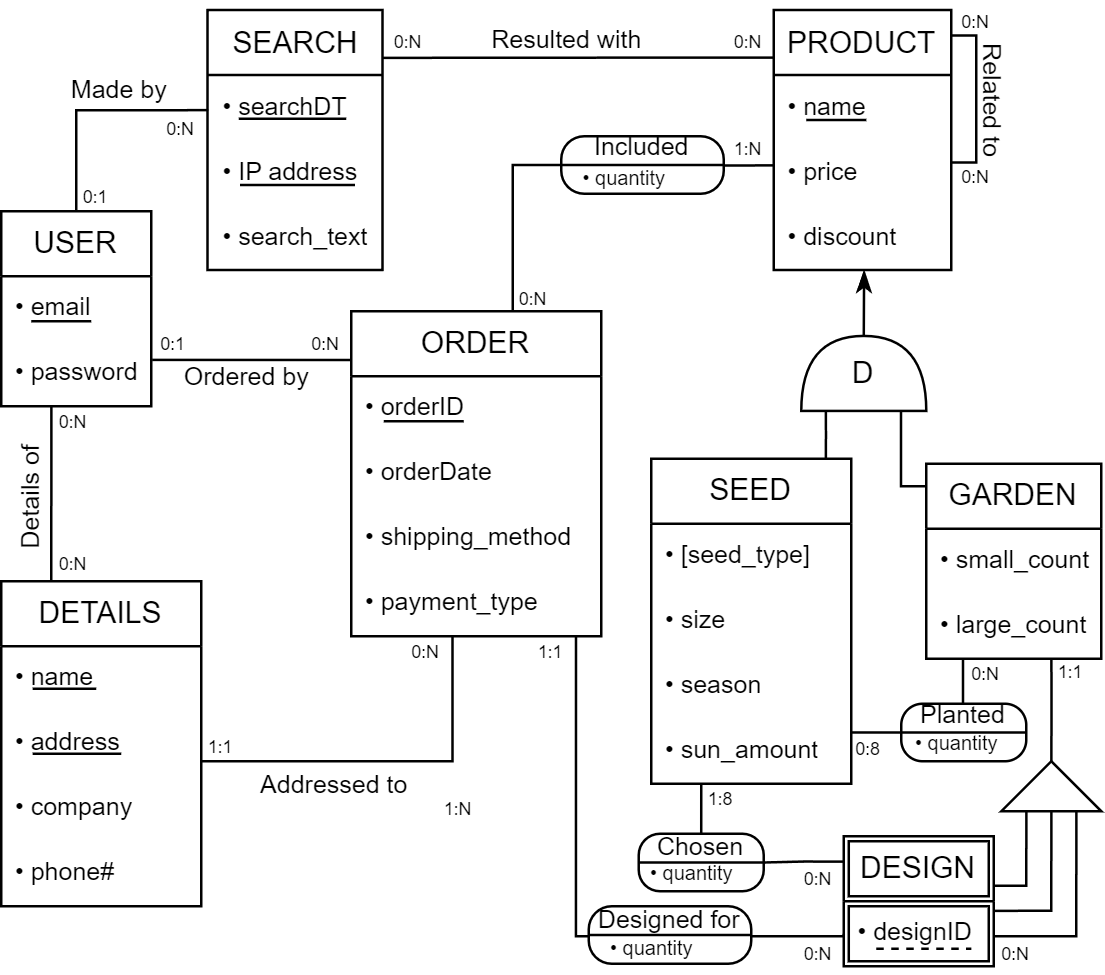 SEARCH
• searchDT
• IP address
• search_text
0:N
Resulted with
0:N
PRODUCT
• name
• price
• discount
0:N
Related to
0:N
Made by
0:N
0:1
Included
• quantity
1:N
0:N
USER
• email
• password
0:1
Ordered by
0:N
ORDER
• orderID
• orderDate
• shipping_method
• payment_type
D
0:N
Details of
0:N
SEED
• [seed_type]
• size
• season
• sun_amount
GARDEN
• small_count
• large_count
DETAILS
• name
• address
• company
• phone#
0:N
1:1
1:1
Addressed to
1:N
0:N
1:1
Planted
• quantity
0:8
1:8
Chosen
• quantity
0:N
DESIGN
• designID
Designed for
• quantity
0:N
0:N